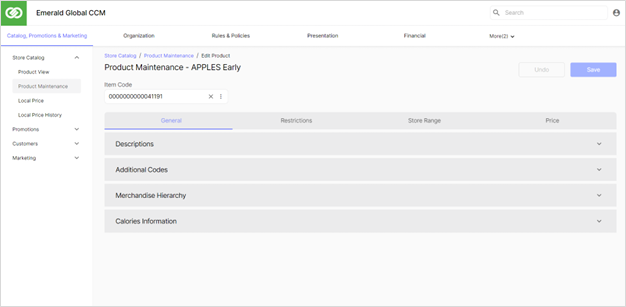 Emerald Global CCM
Search
Catalog, Promotions & Marketing
Organization
Rules & Policies
Presentation
Financial
More(2)
Store Catalog
Product View
Product Maintenance
Local Price
Local Price History
Promotions
Customers
Marketing
Store Catalog / Product Maintenance / Edit Product
Product Maintenance - APPLES Early
Undo
Save
Item Code
0000000000041191
General
Restrictions
Store Range
Price
Descriptions
Additional Codes
Merchandise Hierarchy
Calories Information